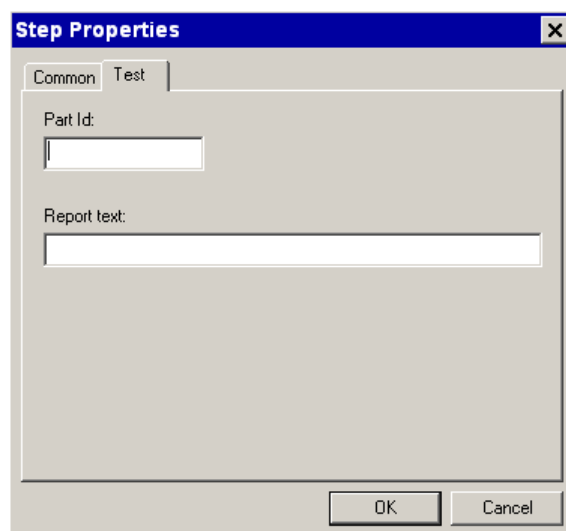 Step Properties
Common Test
Part Id:
Report text:
OK Cancel